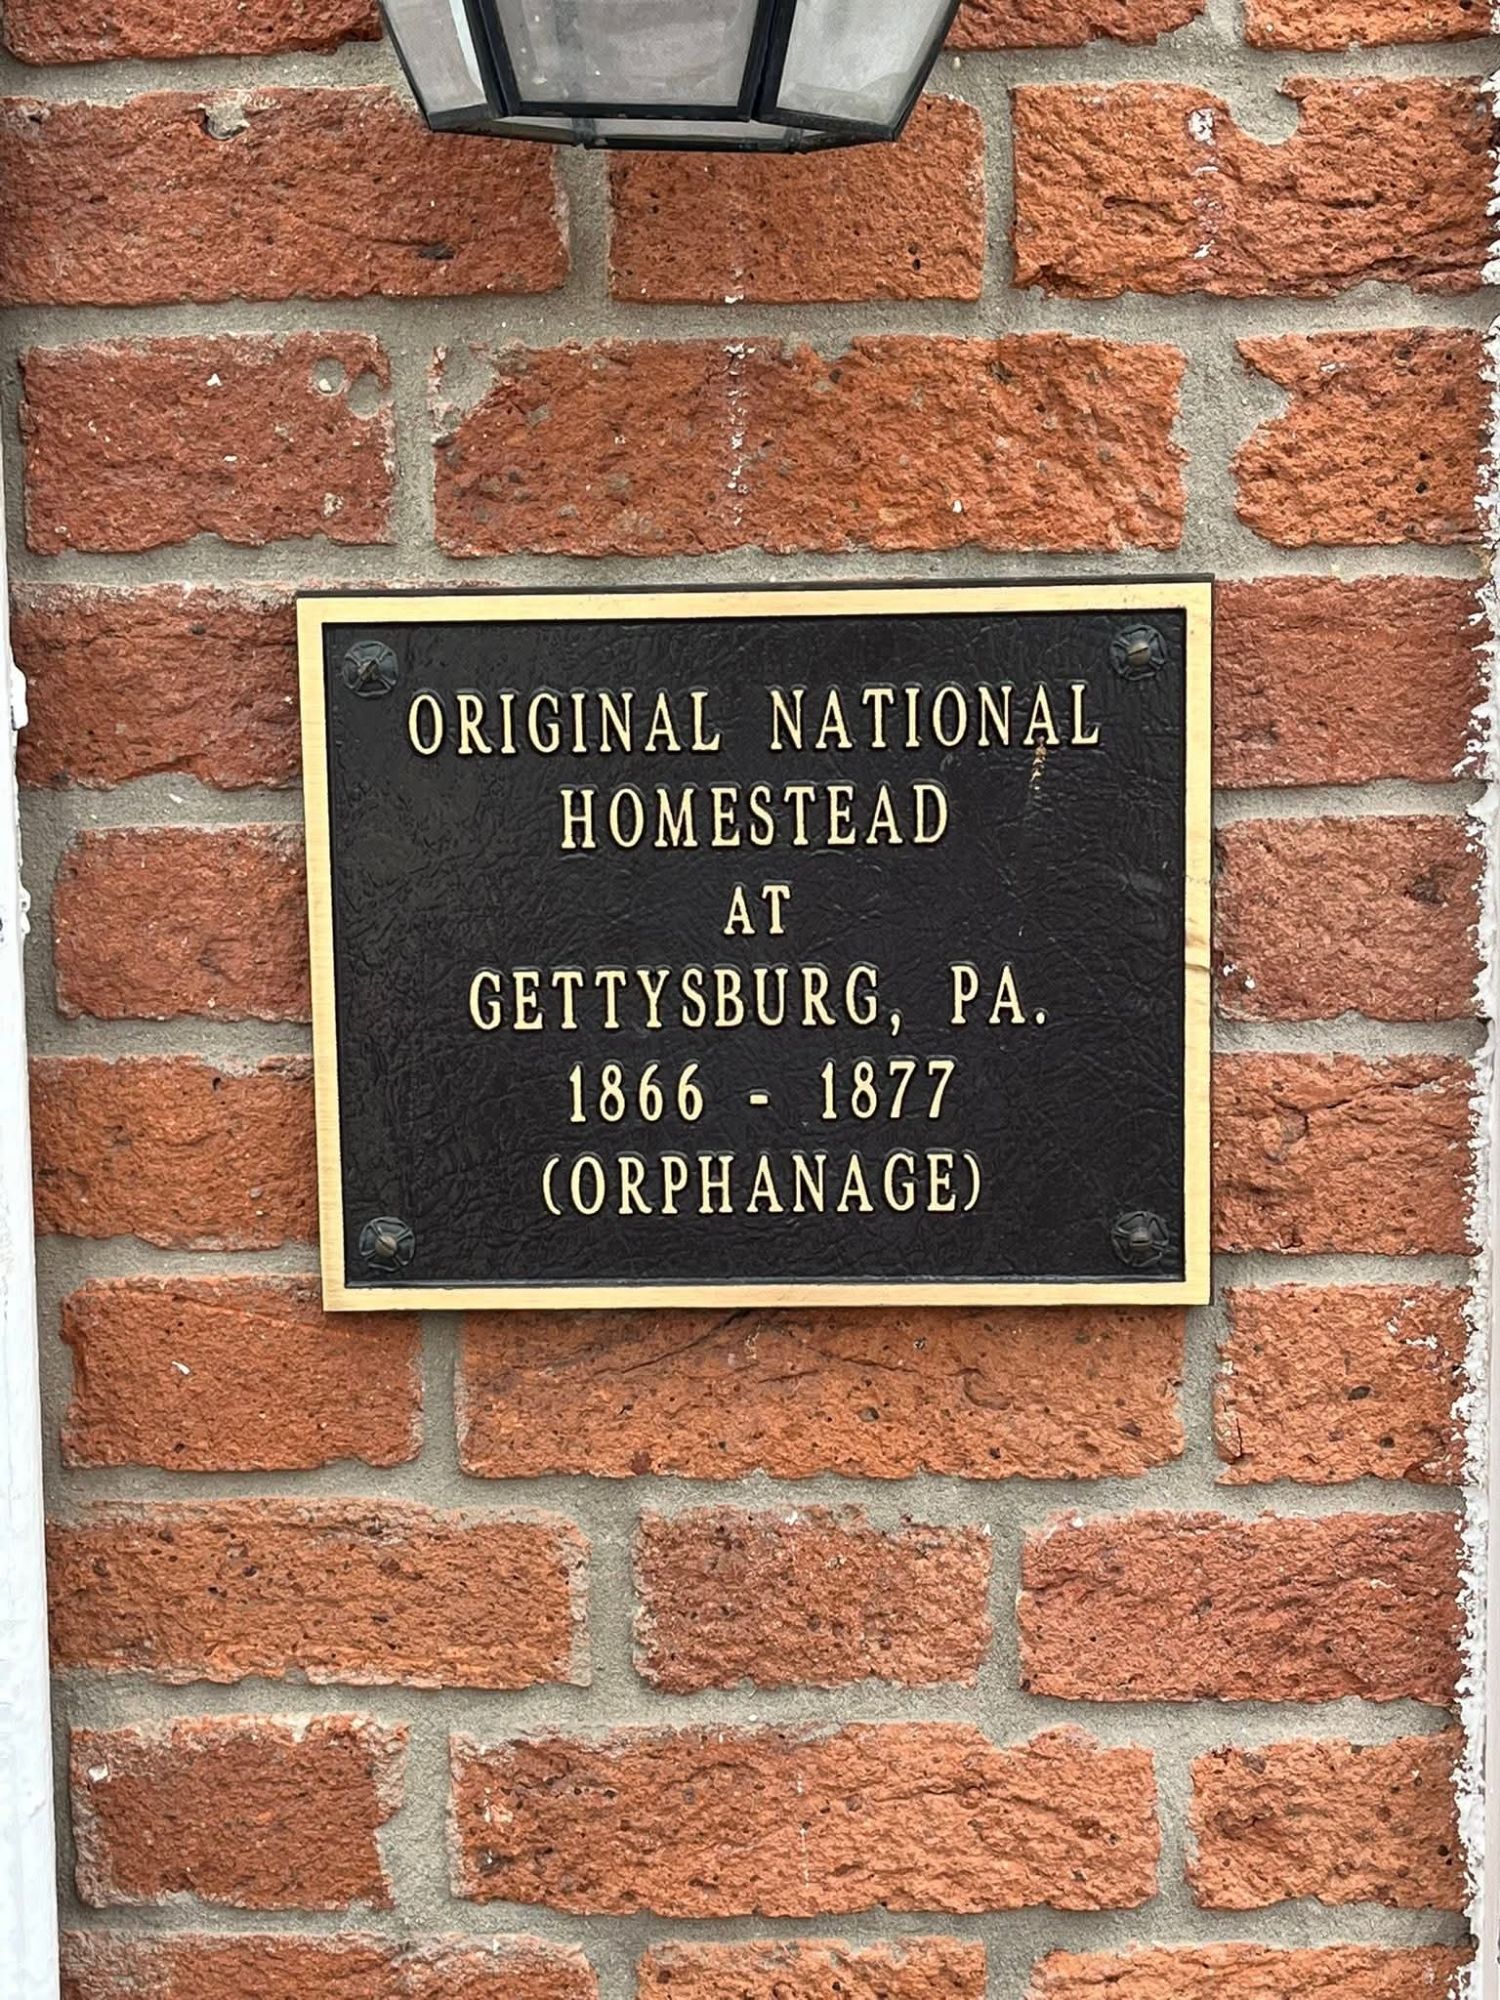 ORIGINAL NATIONAL
HOMESTEAD
AT
GETTYSBURG, PA.
1866 - 1877
(ORPHANAGE)